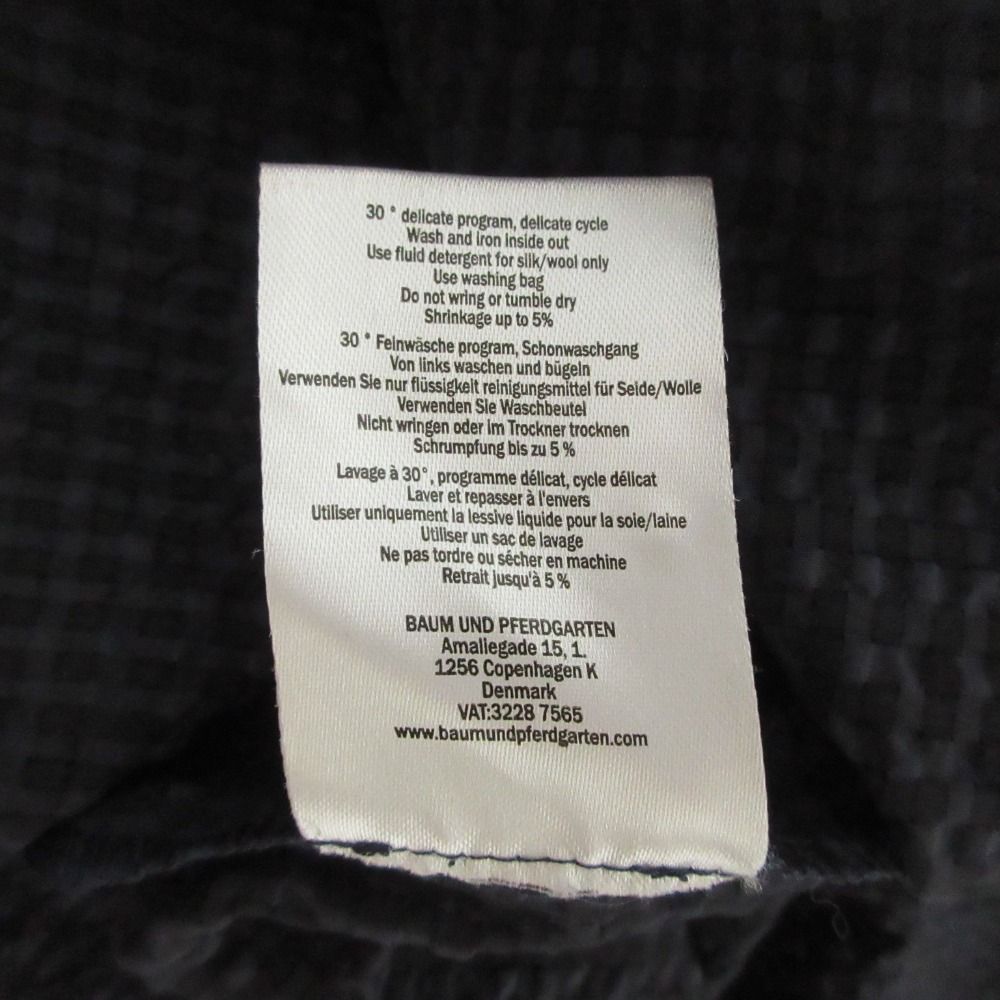 30 ° delicate program, delicate cycle
Wash and iron inside out
Use fluid detergent for silk/wool only
Use washing bag
Do not wring or tumble dry
Shrinkage up to 5%
30 ° Feinwäsche program, Schonwaschgang
Von links waschen und bügeln
Verwenden Sie nur flüssigkeit reinigungsmittel für Seide/Wolle
Verwenden Sie Waschbeutel
Nicht wringen oder im Trockner trocknen
Schrumpfung bis zu 5 %
Lavage à 30°, programme délicat, cycle délicat
Laver et repasser à l'envers
Utiliser uniquement la lessive liquide pour la soie/laine
Utiliser un sac de lavage
Ne pas tordre ou sécher en machine
Retrait jusqu'à 5 %
BAUM UND PFERDGARTEN
Amaliegade 15, 1.
1256 Copenhagen K
Denmark
VAT:3228 7565
www.baumundpferdgarten.com